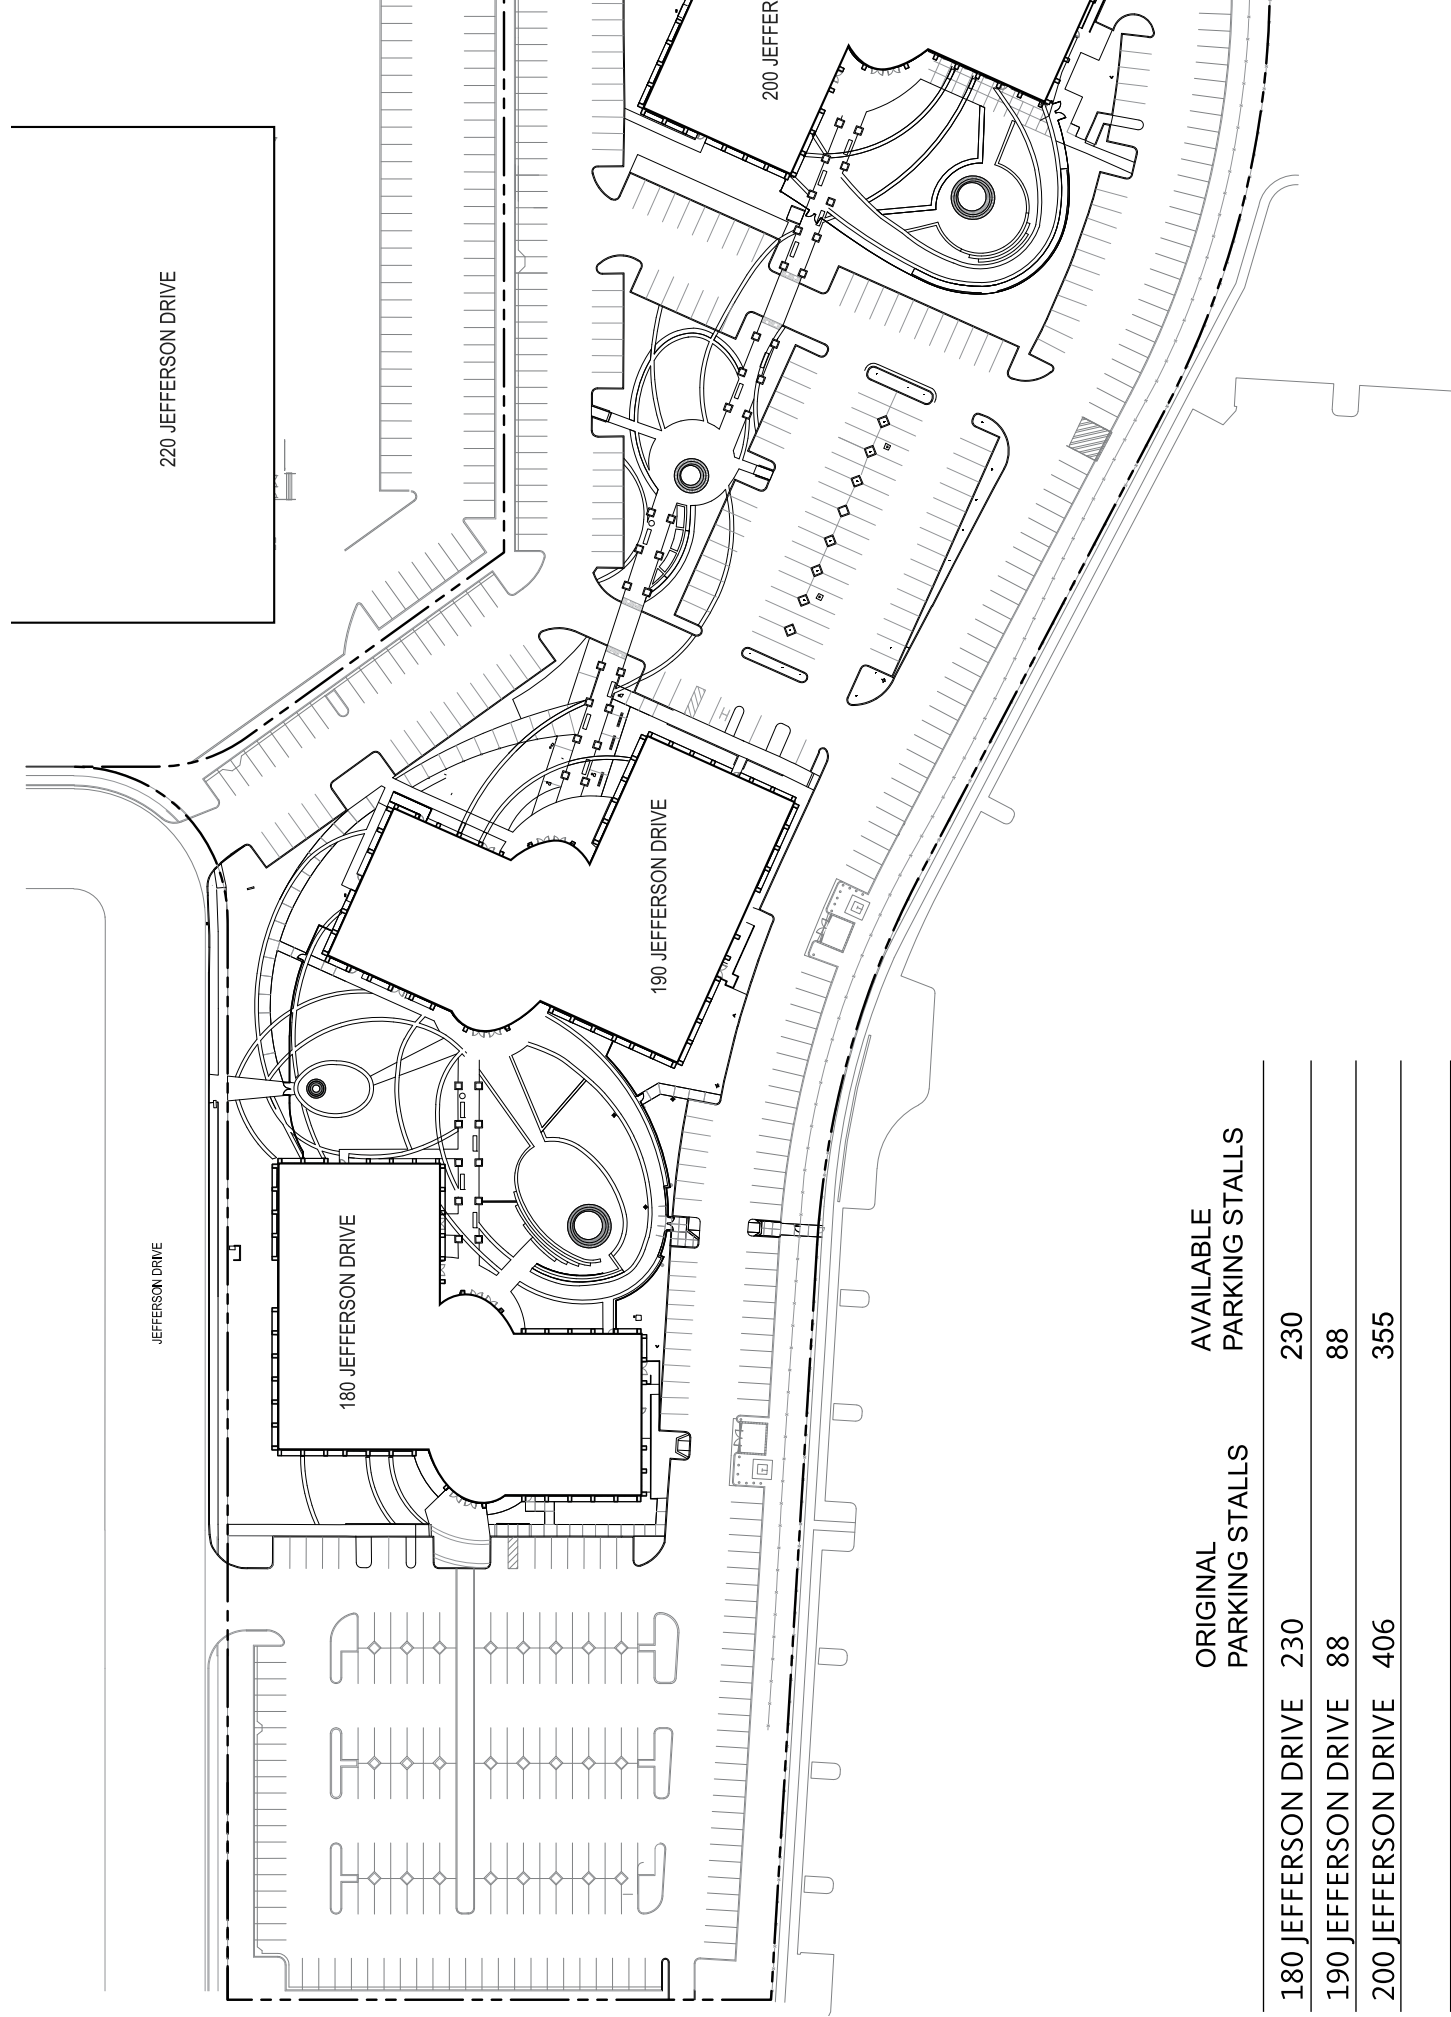 220 JEFFERSON DRIVE
200 JEFFER
190 JEFFERSON DRIVE
180 JEFFERSON DRIVE
JEFFERSON DRIVE
ORIGINAL
PARKING STALLS
AVAILABLE
PARKING STALLS
180 JEFFERSON DRIVE 230 230
190 JEFFERSON DRIVE 88 88
200 JEFFERSON DRIVE 406 355